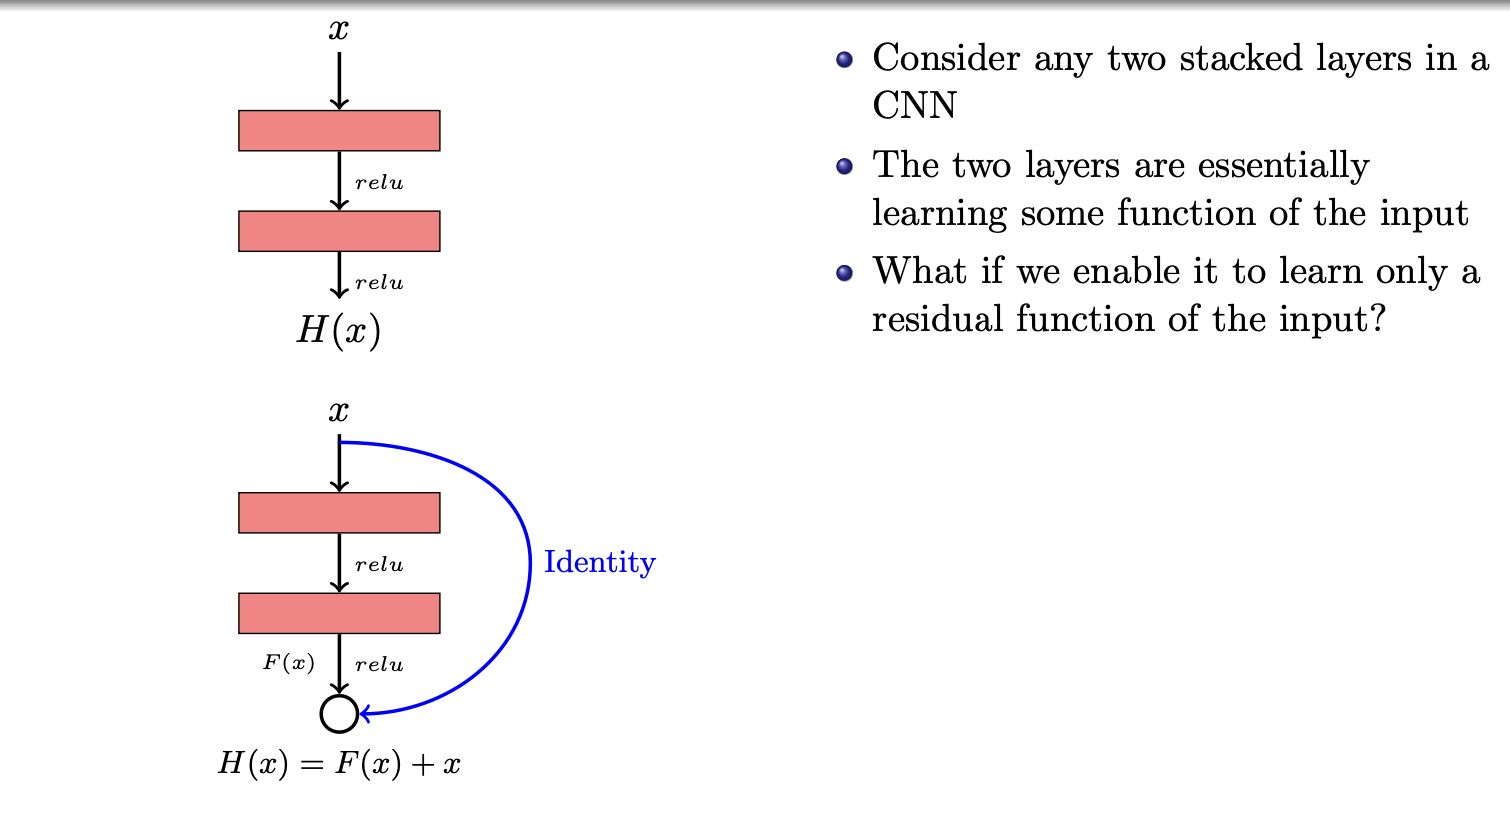 x
relu
relu
H(x)
x
relu
Identity
F(x) relu
H(x) = F(x) + x
Consider any two stacked layers in a
CNN
The two layers are essentially
learning some function of the input
What if we enable it to learn only a
residual function of the input?